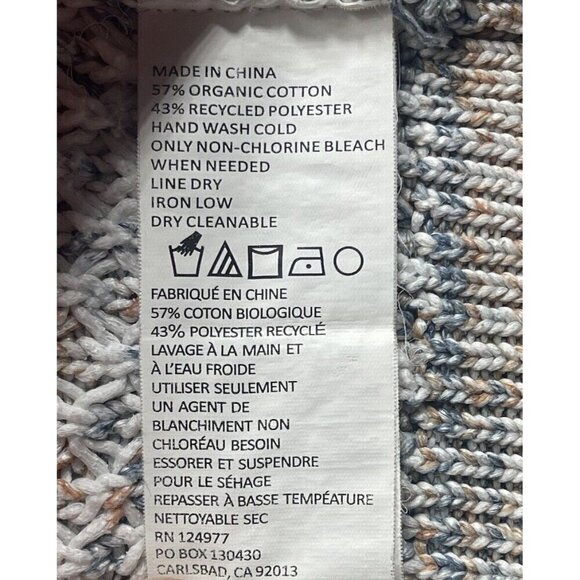 MADE IN CHINA
57% ORGANIC COTTON
43% RECYCLED POLYESTER
HAND WASH COLD
ONLY NON-CHLORINE BLEACH
WHEN NEEDED
LINE DRY
IRON LOW
DRY CLEANABLE
FABRIQUÉ EN CHINE
57% COTON BIOLOGIQUE
43% POLYESTER RECYCLÉ
LAVAGE À LA MAIN ET
À L'EAU FROIDE
UTILISER SEULEMENT
UN AGENT DE
BLANCHIMENT NON
CHLORÉAU BESOIN
ESSORER ET SUSPENDRE
POUR LE SÉHAGE
REPASSER À BASSE TEMPÉATURE
NETTOYABLE SEC
RN 124977
PO BOX 130430
CARLSBAD, CA 92013